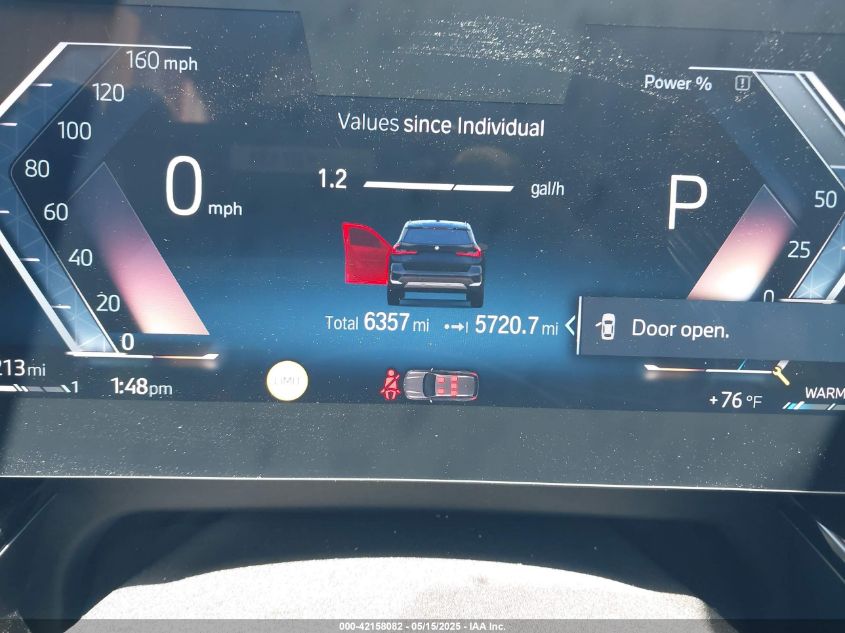 160 mph
120
100
80
60
40
20
0
0 mph
Values since Individual
1.2 gal/h
Total 6357 mi
5720.7 mi
Power %
P
50
25
0
Door open.
213 mi
1
1:48pm
LIMIT
+76 °F
WARM
000-42158082 - 05/15/2025 - IAA Inc.